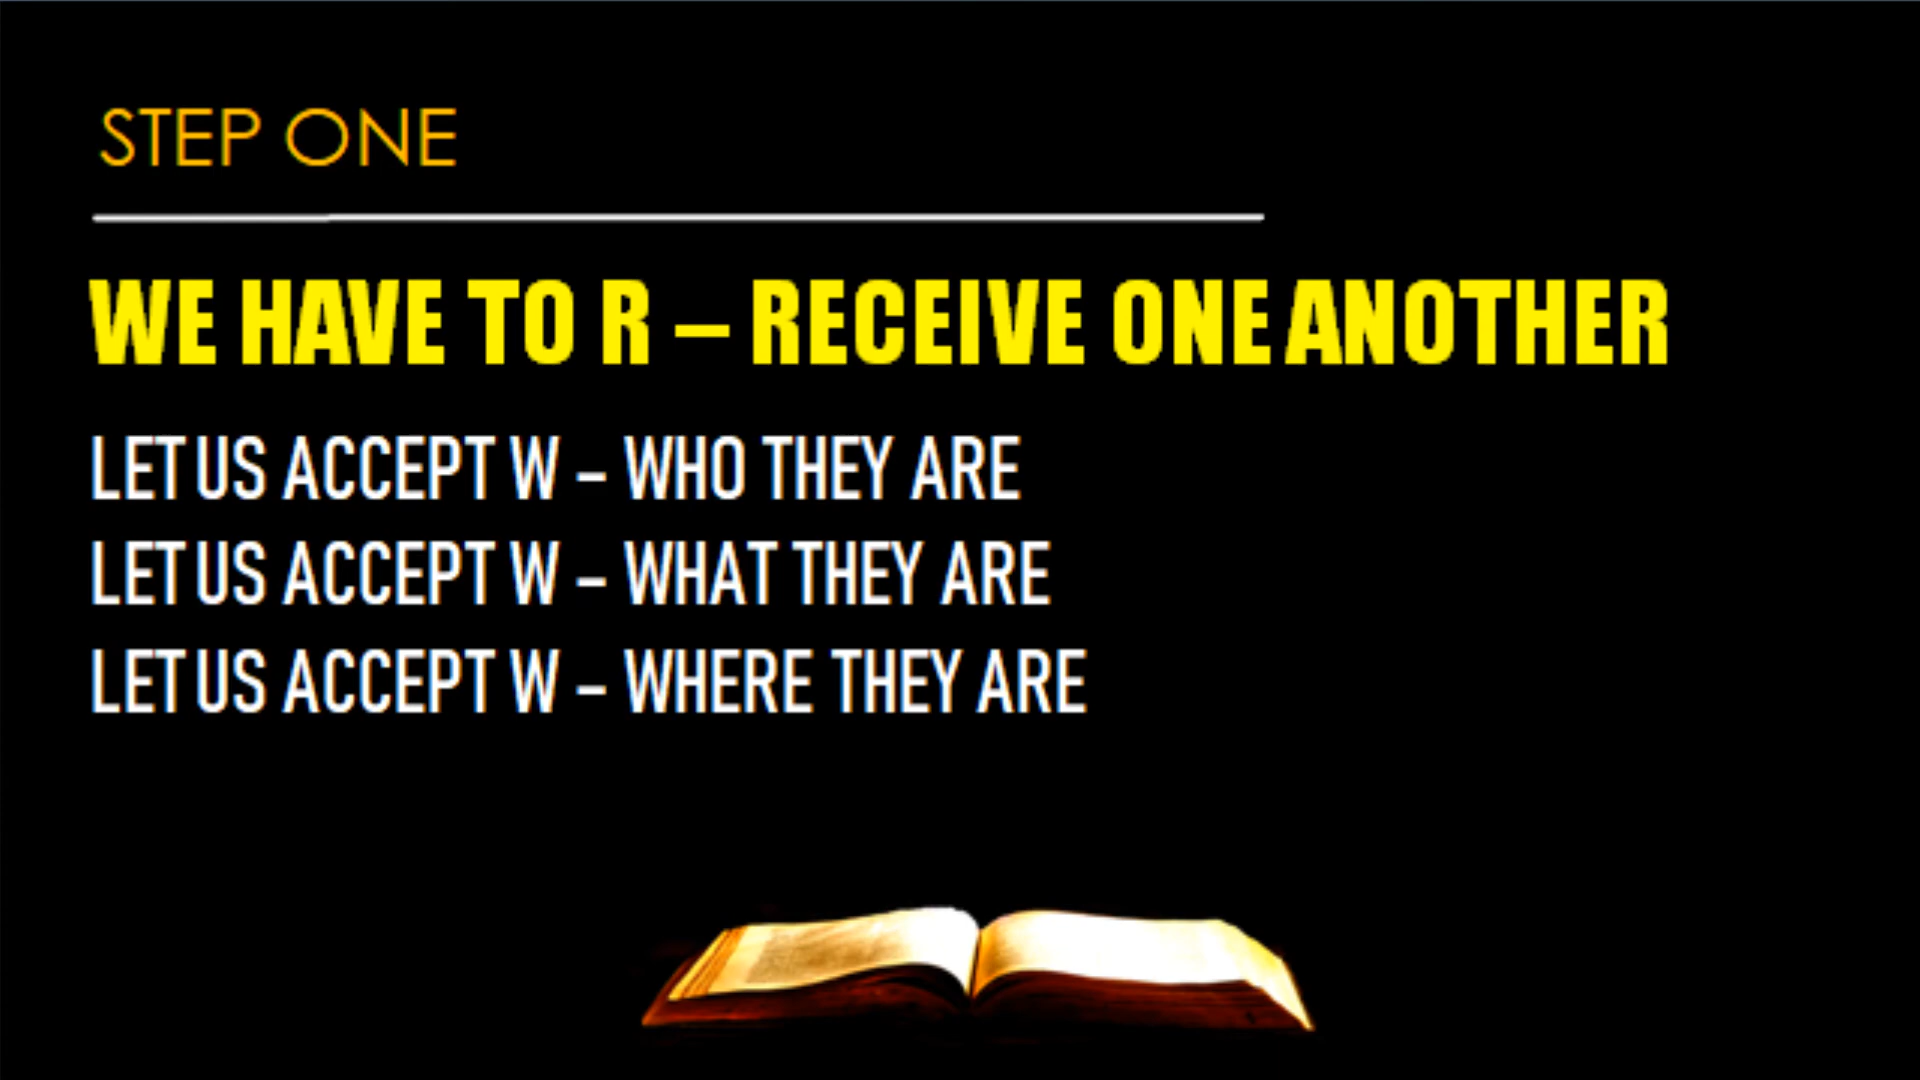 STEP ONE
WE HAVE TO R – RECEIVE ONE ANOTHER
LET US ACCEPT W – WHO THEY ARE
LET US ACCEPT W – WHAT THEY ARE
LET US ACCEPT W – WHERE THEY ARE